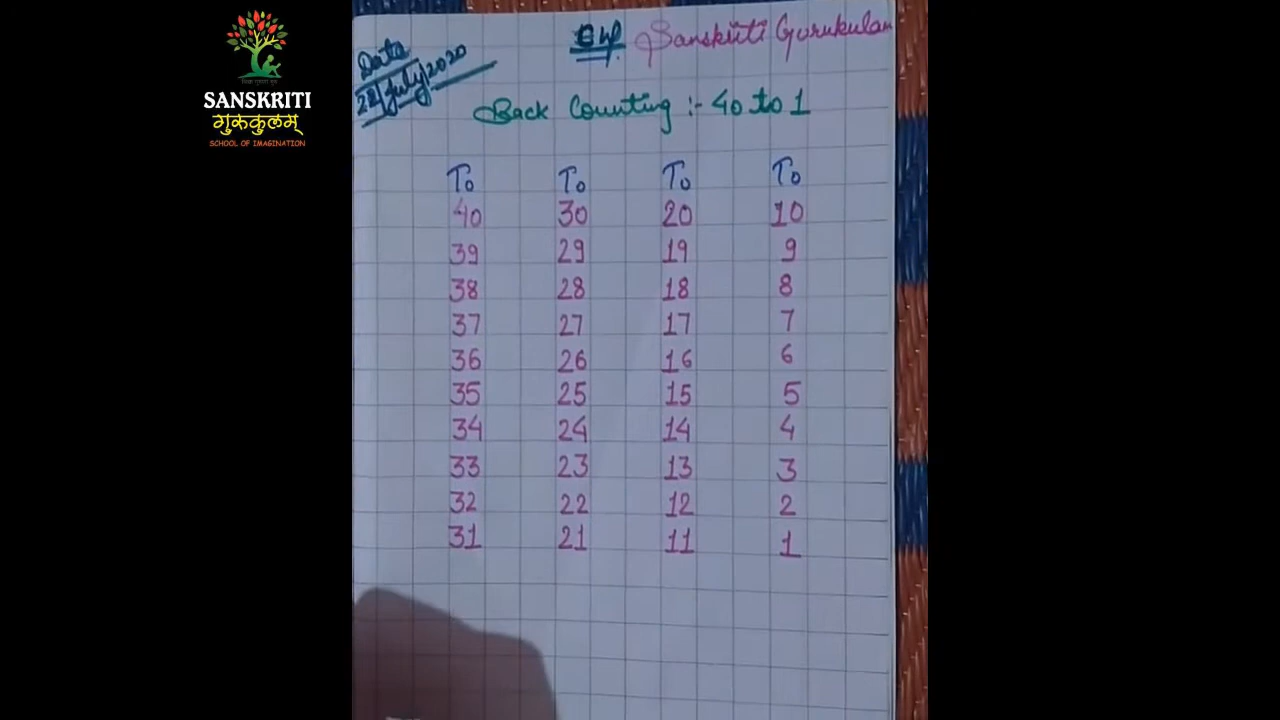 SANSKRITI
गुरुकुलम्
SCHOOL OF IMAGINATION
Date
July 2020
C.W. Sanskriti Gurukulam
Back Counting :- 40 to 1
To To To To
40 30 20 10
39 29 19 9
38 28 18 8
37 27 17 7
36 26 16 6
35 25 15 5
34 24 14 4
33 23 13 3
32 22 12 2
31 21 11 1